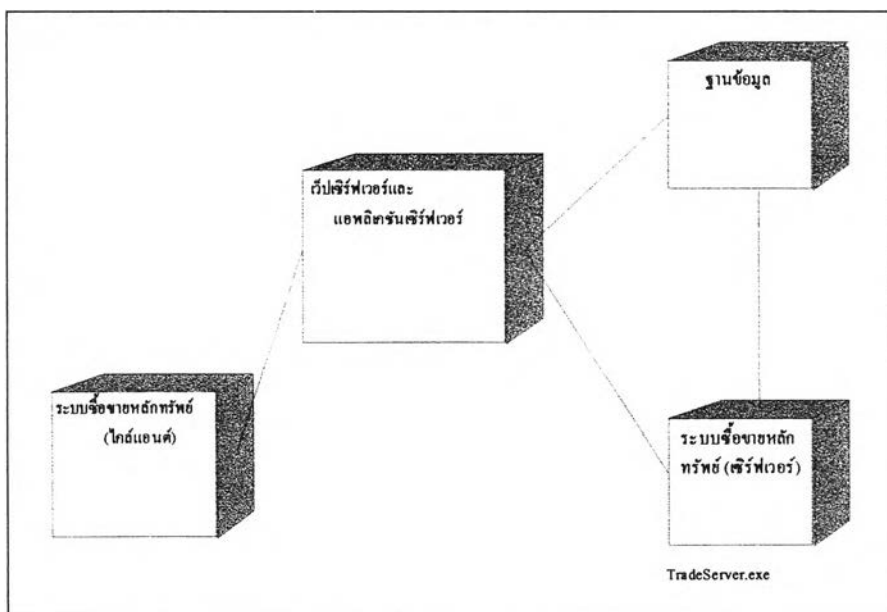 ฐานข้อมูล
เว็ปเซิร์ฟเวอร์และ
แอพลิเคชันเซิร์ฟเวอร์
ระบบซื้อขายหลักทรัพย์
(ไคล์แอนต์)
ระบบซื้อขายหลัก
ทรัพย์ (เซิร์ฟเวอร์)
TradeServer.exe